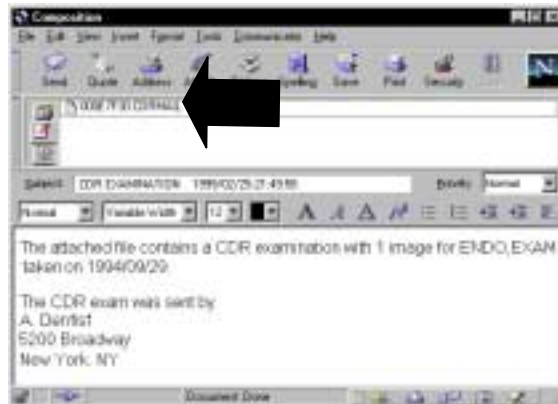 Composition
File Edit View Insert Format Tools Communicator Help
Send Quote Address Spelling Save Print Security
Subject: CDR EXAMINATION Priority: Normal
Normal Variable Width 12
The attached file contains a CDR examination with 1 image for ENDO, EXAM
taken on 1994/09/29.
The CDR exam was sent by
A. Dentist
5200 Broadway
New York, NY
Document Done